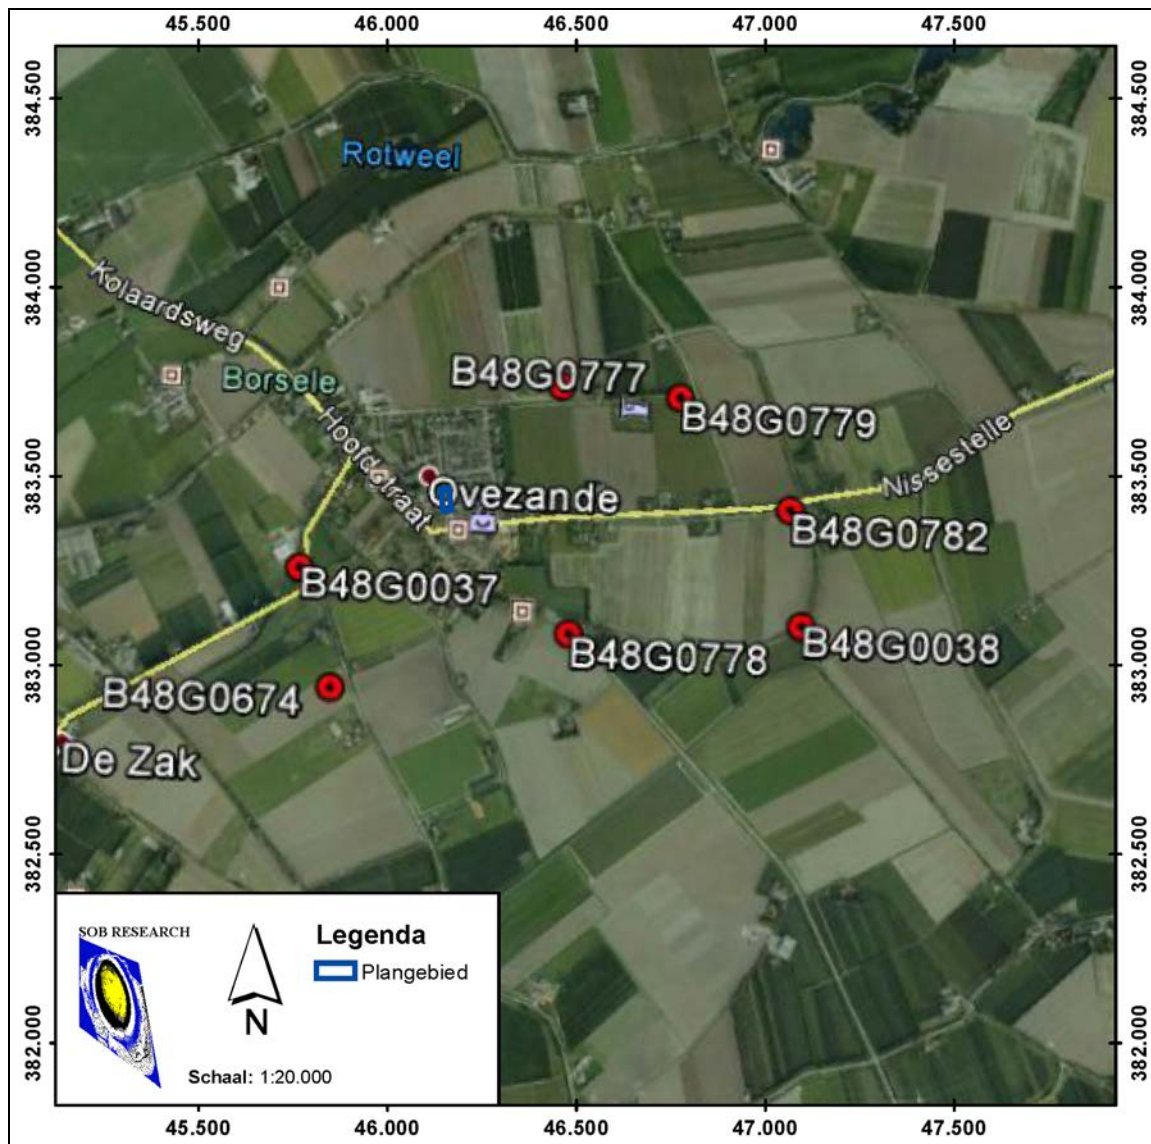 45.500 46.000 46.500 47.000 47.500
384.500 384.500
Rotweel
384.000 384.000
Kolaardsweg
Borsele
B48G0777
B48G0779
Hoofdstraat
Nissestelle
383.500 383.500
Ovezande
B48G0782
B48G0037
B48G0778
B48G0038
383.000 383.000
B48G0674
De Zak
382.500 382.500
SOB RESEARCH
Legenda
Plangebied
N
Schaal: 1:20.000
382.000 382.000
45.500 46.000 46.500 47.000 47.500